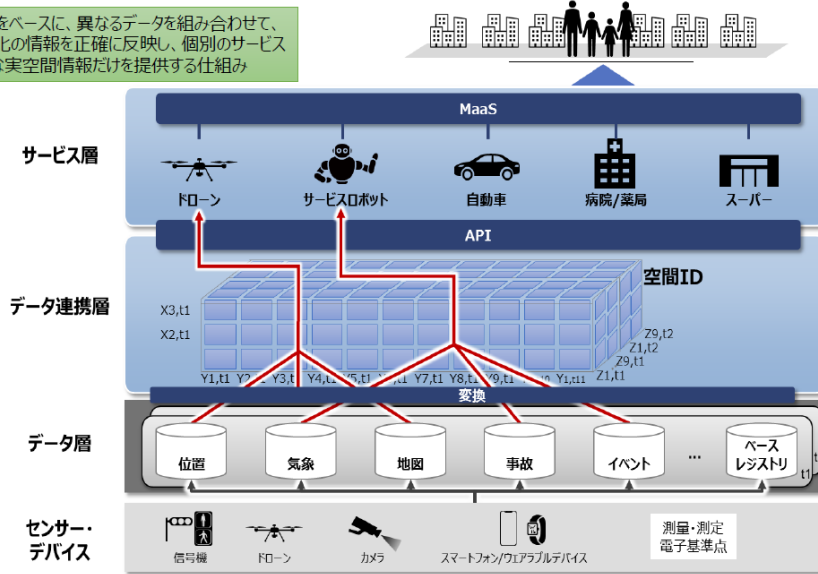 をベースに、異なるデータを組み合わせて、
化の情報を正確に反映し、個別のサービス
実空間情報だけを提供する仕組み
MaaS
サービス層
ドローン
サービスロボット
自動車
病院/薬局
スーパー
API
空間ID
データ連携層
X3,t1
X2,t1
Z9,t2
Z1,t2
Z9,t1
Z1,t1
Y1,t1 Y3,t1 Y4,t1 Y7,t1 Y8,t1 Y9,t1 Y1,t11
変換
データ層
位置
気象
地図
事故
イベント
...
ベース
レジストリ
t
t1
センサー・
デバイス
信号機
ドローン
カメラ
スマートフォン/ウェアラブルデバイス
測量・測定
電子基準点